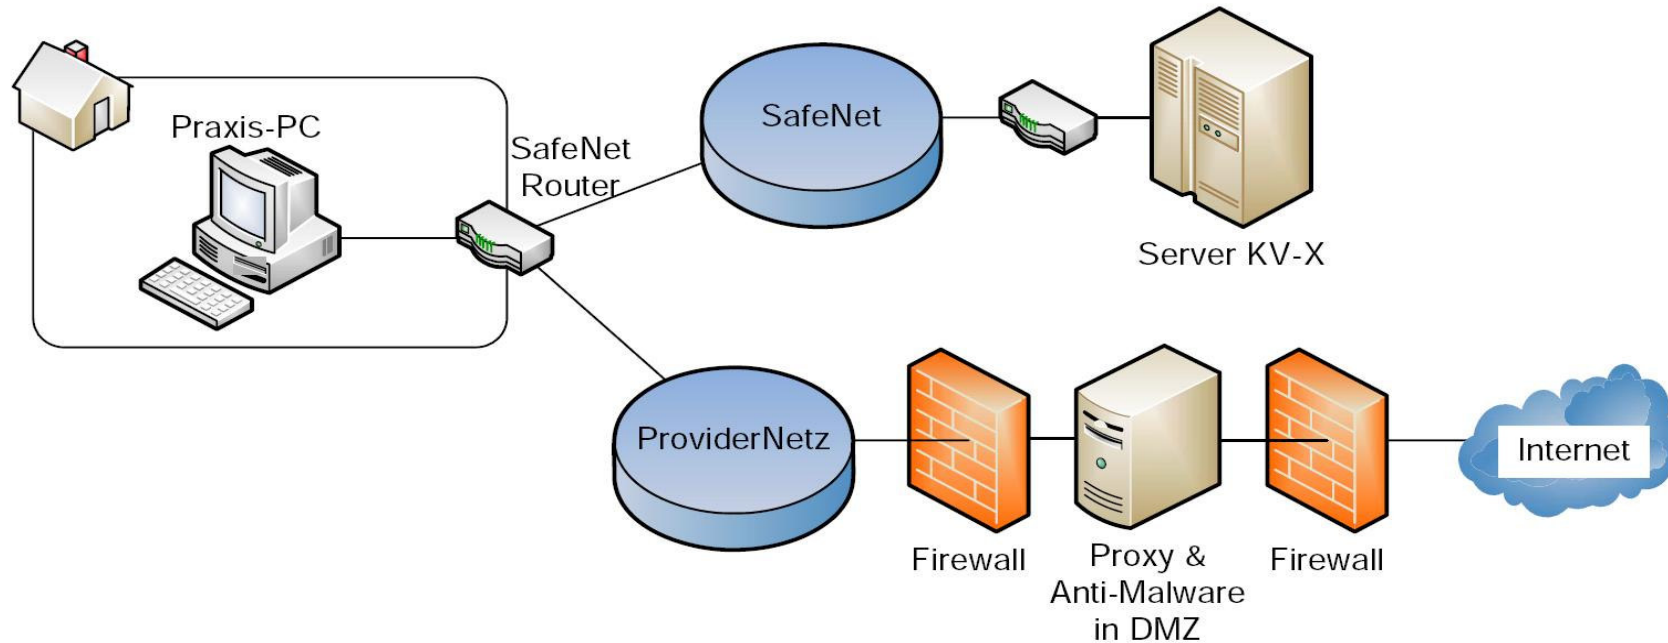 Praxis-PC
SafeNet
Router
SafeNet
Server KV-X
ProviderNetz
Firewall
Proxy &
Anti-Malware
in DMZ
Firewall
Internet